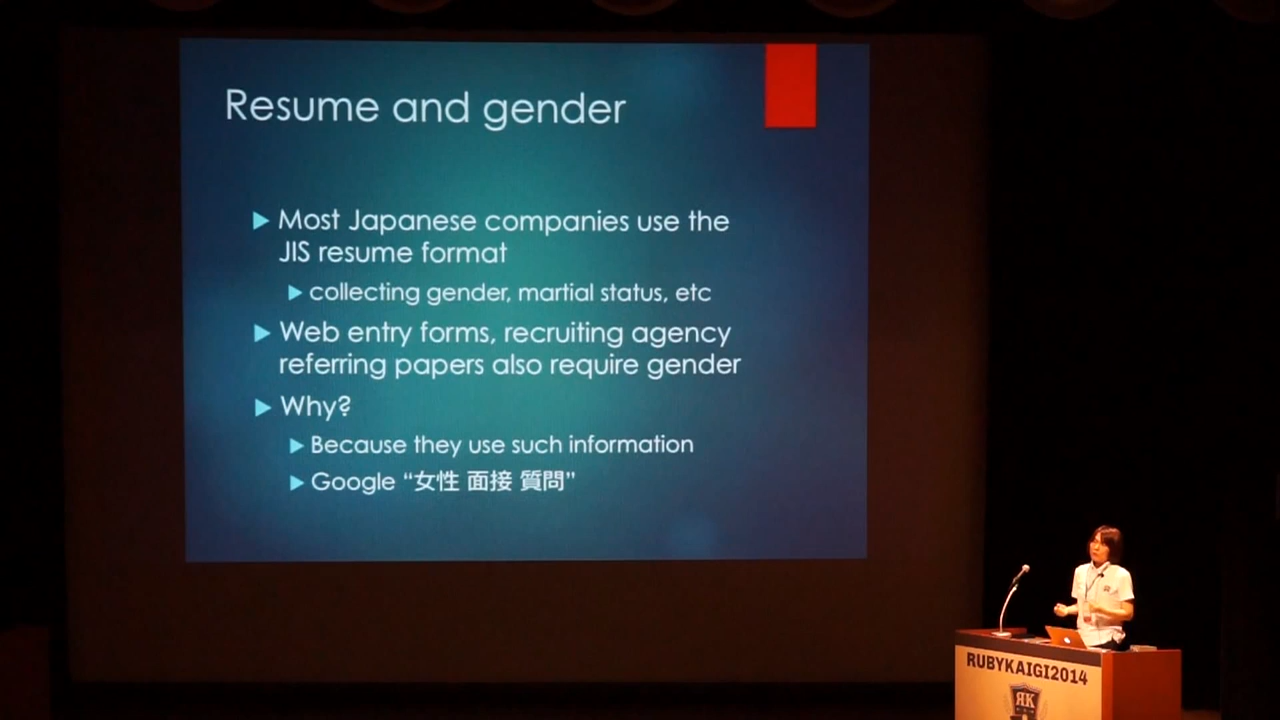 Resume and gender
Most Japanese companies use the
JIS resume format
collecting gender, martial status, etc
Web entry forms, recruiting agency
referring papers also require gender
Why?
Because they use such information
Google “女性 面接 質問”
RUBYKAIGI2014
RK